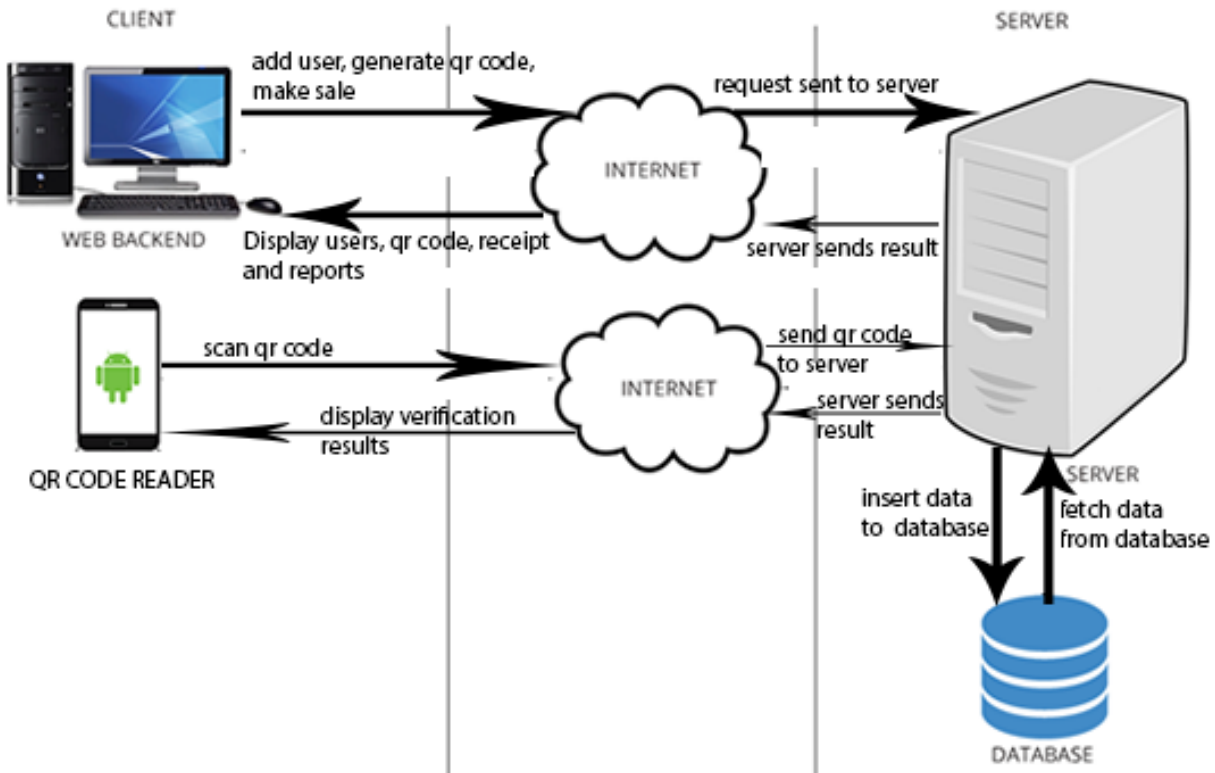 CLIENT
SERVER
add user, generate qr code,
make sale
request sent to server
INTERNET
WEB BACKEND
Display users, qr code, receipt
and reports
server sends result
scan qr code
send qr code
to server
INTERNET
display verification
results
server sends
result
QR CODE READER
SERVER
insert data
to database
fetch data
from database
DATABASE